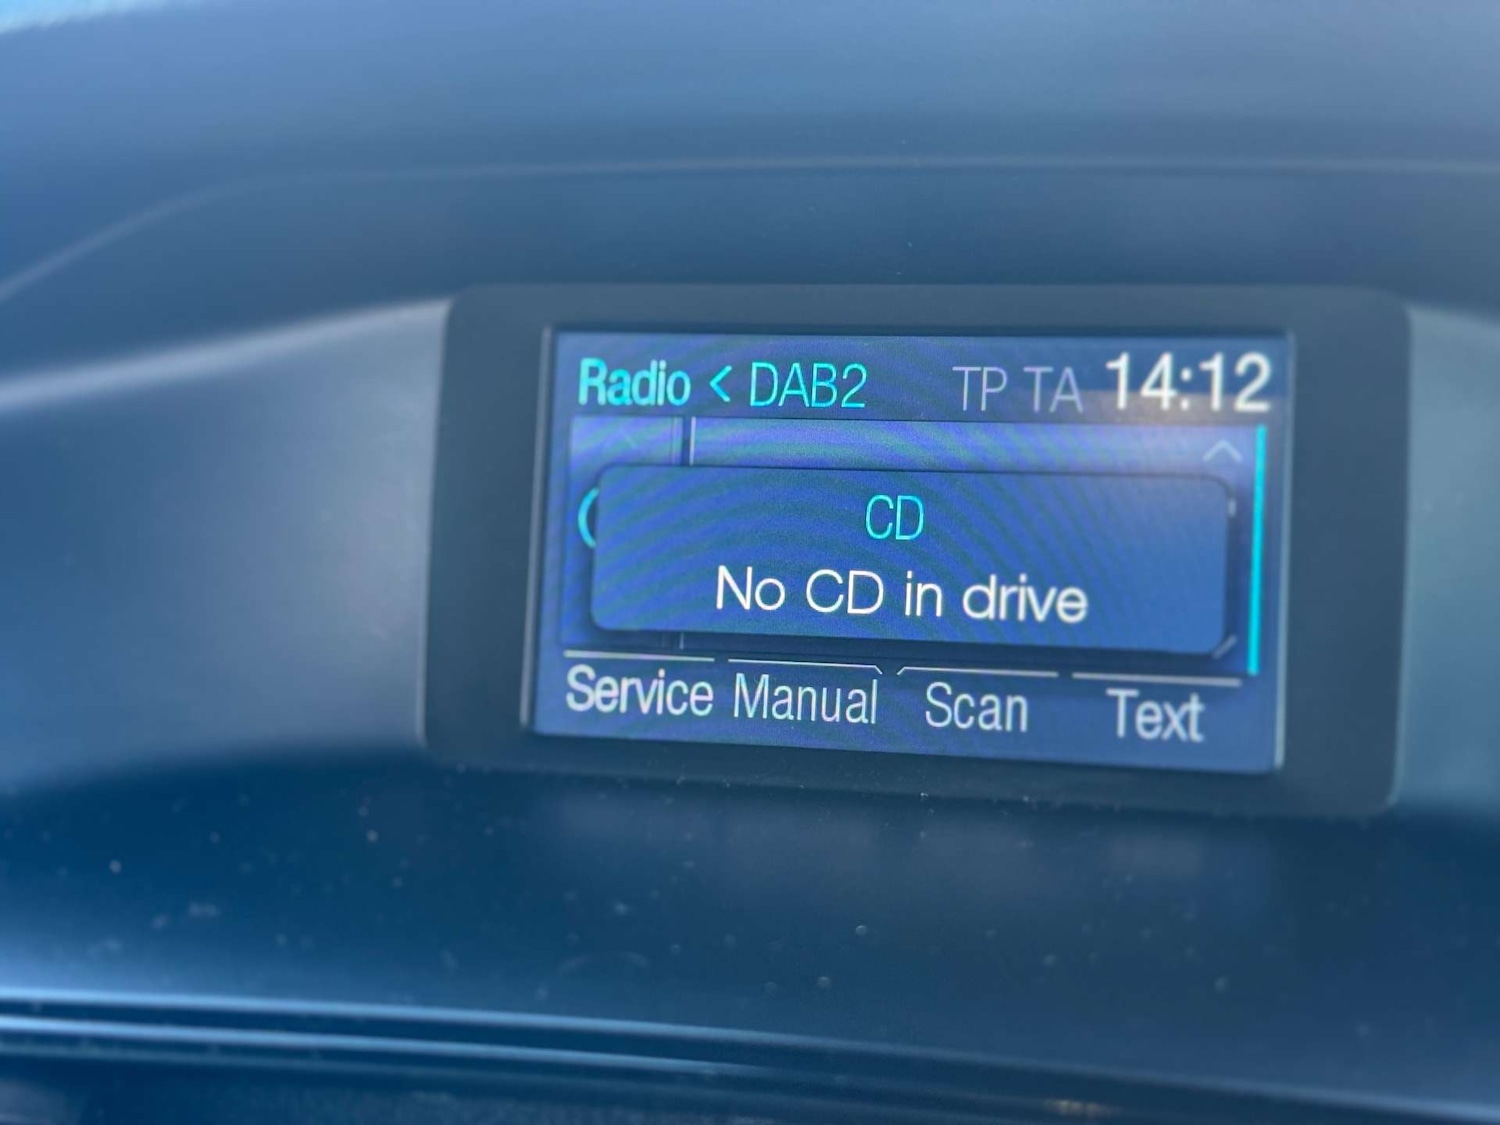 Radio < DAB2 TP TA 14:12
CD
No CD in drive
Service Manual Scan Text